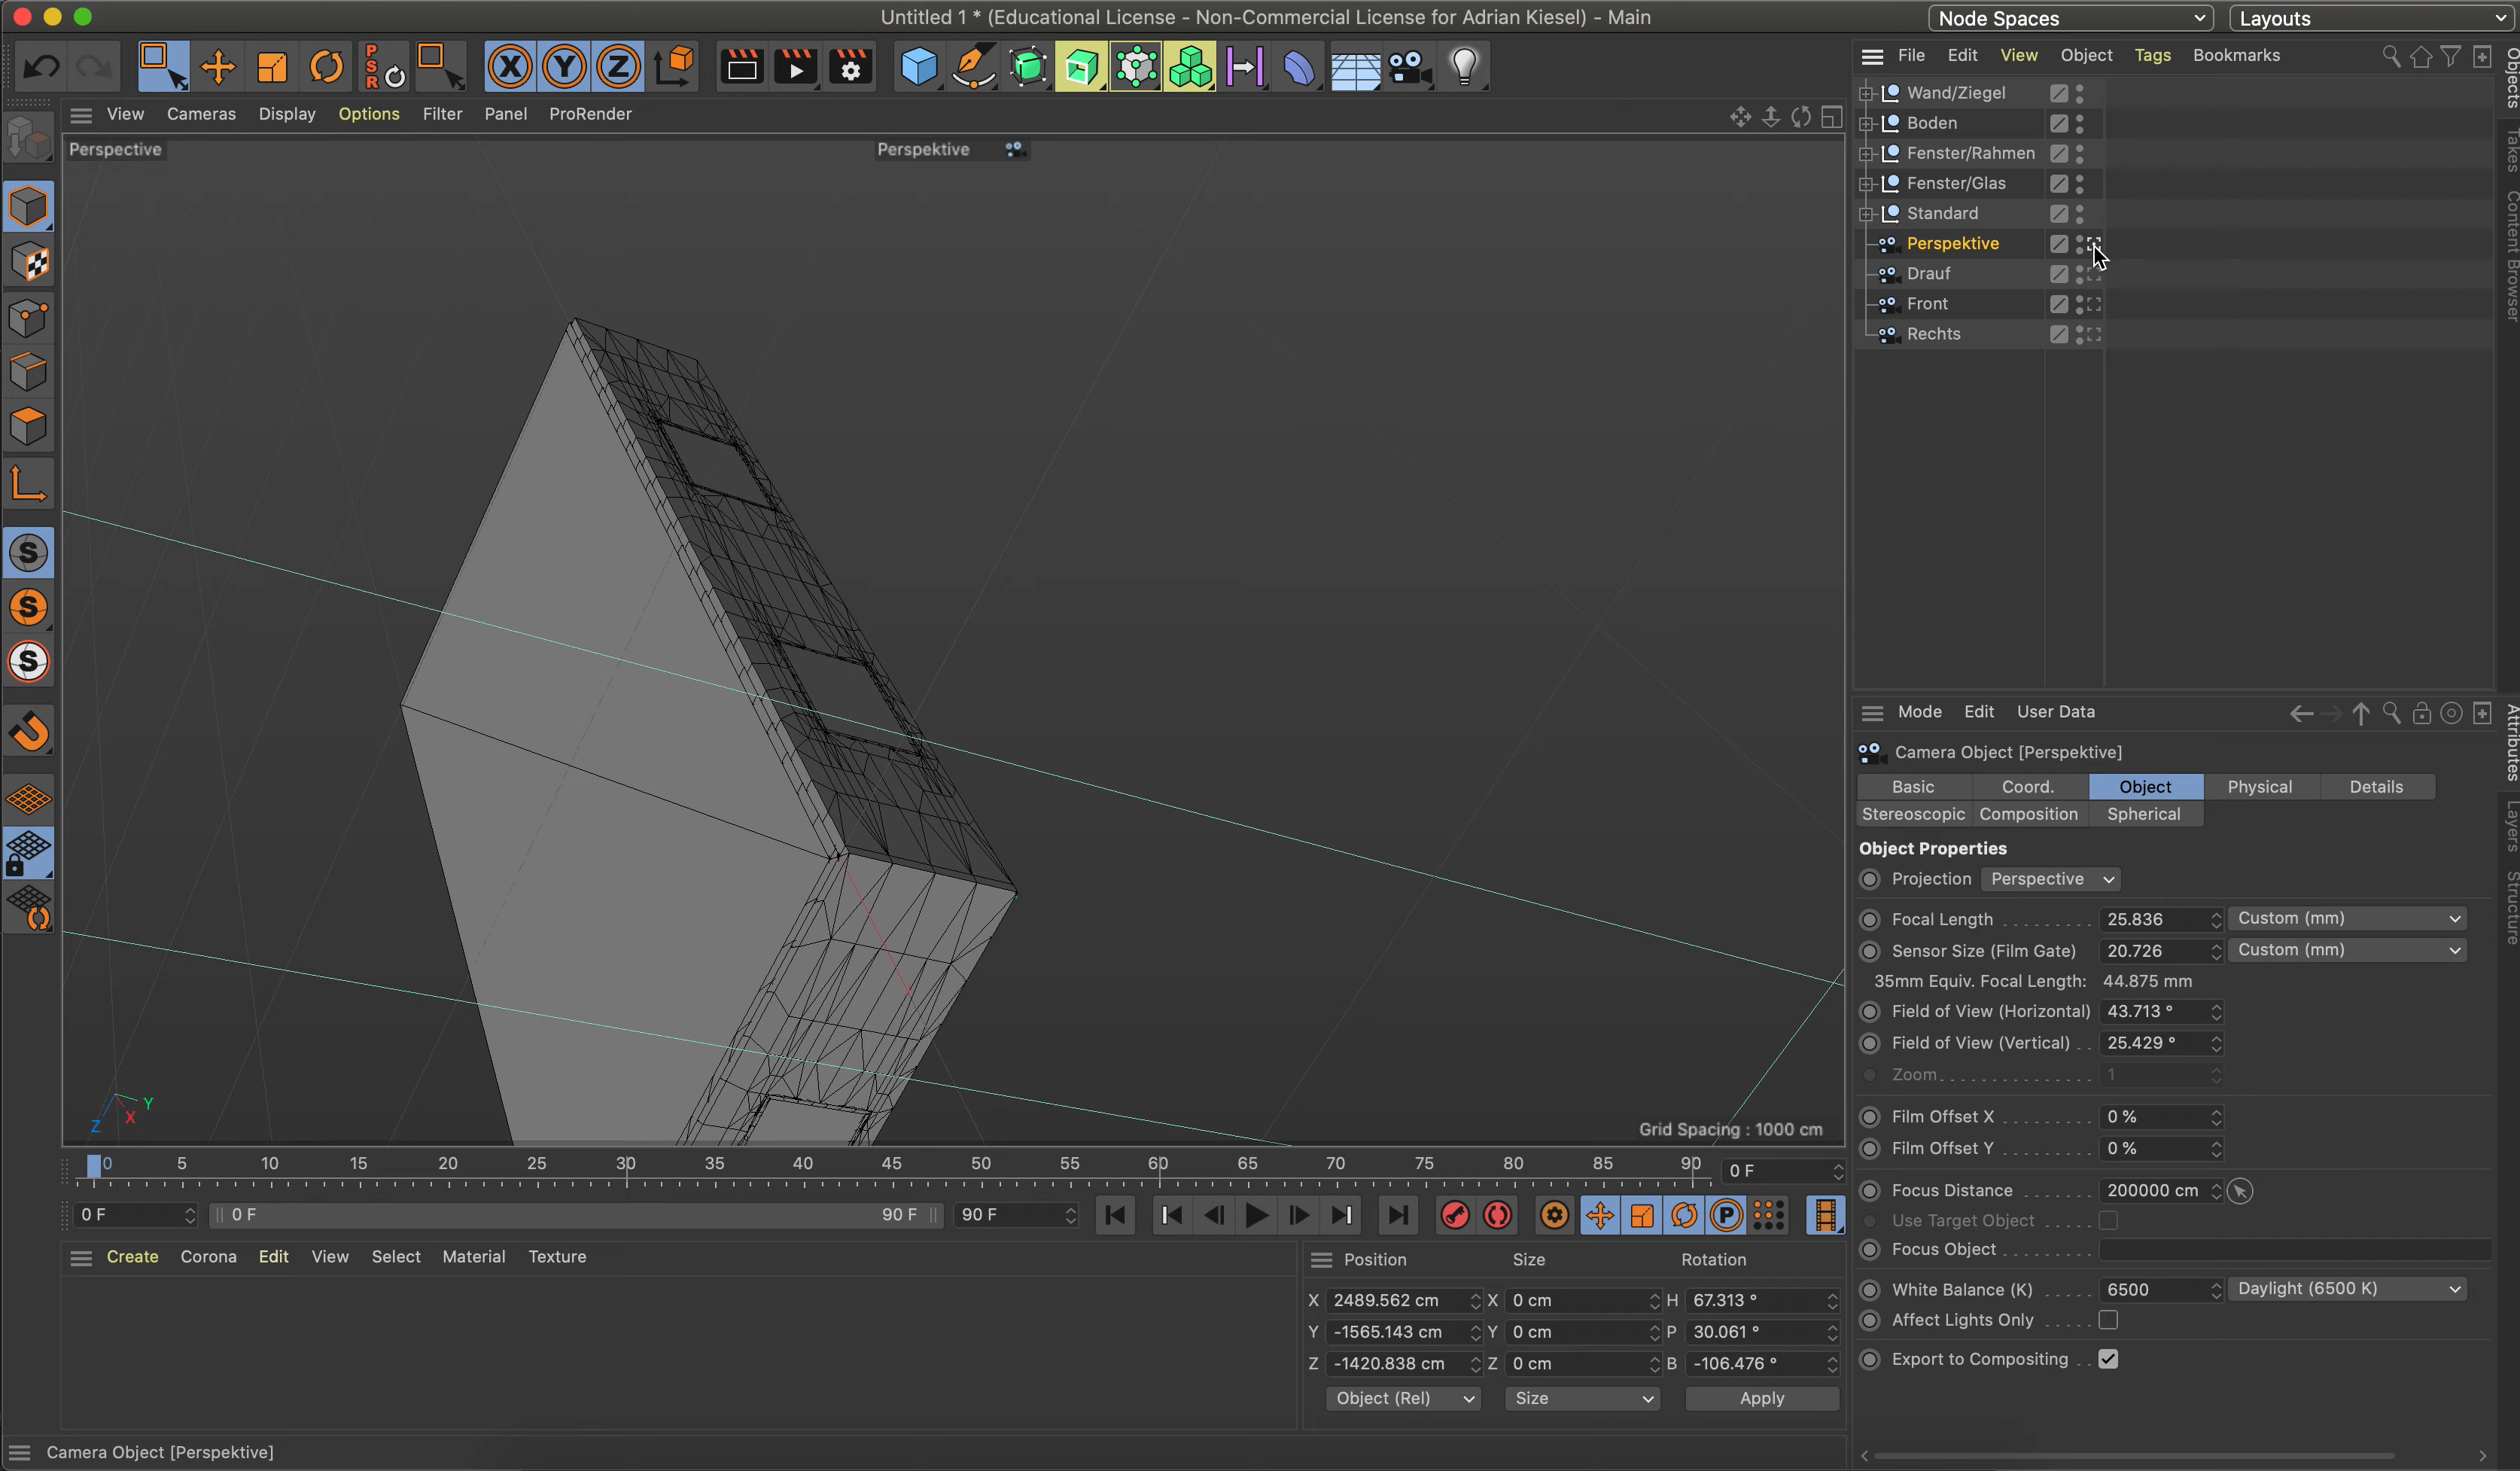 Untitled 1 * (Educational License - Non-Commercial License for Adrian Kiesel) - Main
Node Spaces
Layouts
PSR
X Y Z
File Edit View Object Tags Bookmarks
View Cameras Display Options Filter Panel ProRender
Perspective
Perspektive
Wand/Ziegel
Boden
Fenster/Rahmen
Fenster/Glas
Standard
Perspektive
Drauf
Front
Rechts
Objects
Takes
Content Browser
S
S
S
Y
X
Z
Grid Spacing : 1000 cm
Mode Edit User Data
Camera Object [Perspektive]
Basic Coord. Object Physical Details
Stereoscopic Composition Spherical
Object Properties
Projection Perspective
Focal Length 25.836 Custom (mm)
Sensor Size (Film Gate) 20.726 Custom (mm)
35mm Equiv. Focal Length: 44.875 mm
Field of View (Horizontal) 43.713 °
Field of View (Vertical) 25.429 °
Zoom 1
Film Offset X 0 %
Film Offset Y 0 %
Focus Distance 200000 cm
Use Target Object
Focus Object
White Balance (K) 6500 Daylight (6500 K)
Affect Lights Only
Export to Compositing
Attributes
Layers
Structure
0 5 10 15 20 25 30 35 40 45 50 55 60 65 70 75 80 85 90 0 F
0 F 0 F 90 F 90 F
P
Create Corona Edit View Select Material Texture
Position Size Rotation
X 2489.562 cm X 0 cm H 67.313 °
Y -1565.143 cm Y 0 cm P 30.061 °
Z -1420.838 cm Z 0 cm B -106.476 °
Object (Rel) Size Apply
Camera Object [Perspektive]